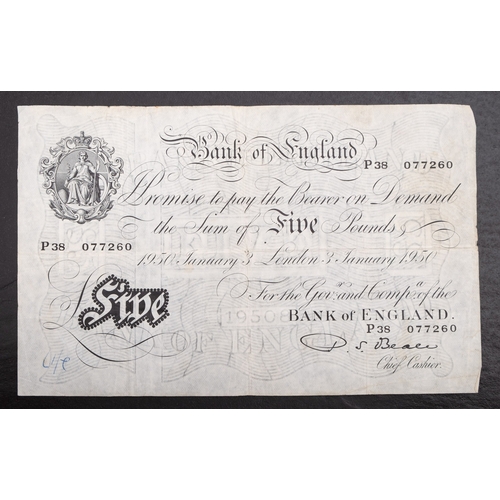 Bank of England
P38 077260
I Promise to pay the Bearer on Demand
the Sum of Five Pounds
P38 077260
1950 January 3 London 3 January 1950
For the Gov.r and Comp.a of the
BANK of ENGLAND.
Five
P38 077260
P. S. Beale
Chief Cashier.